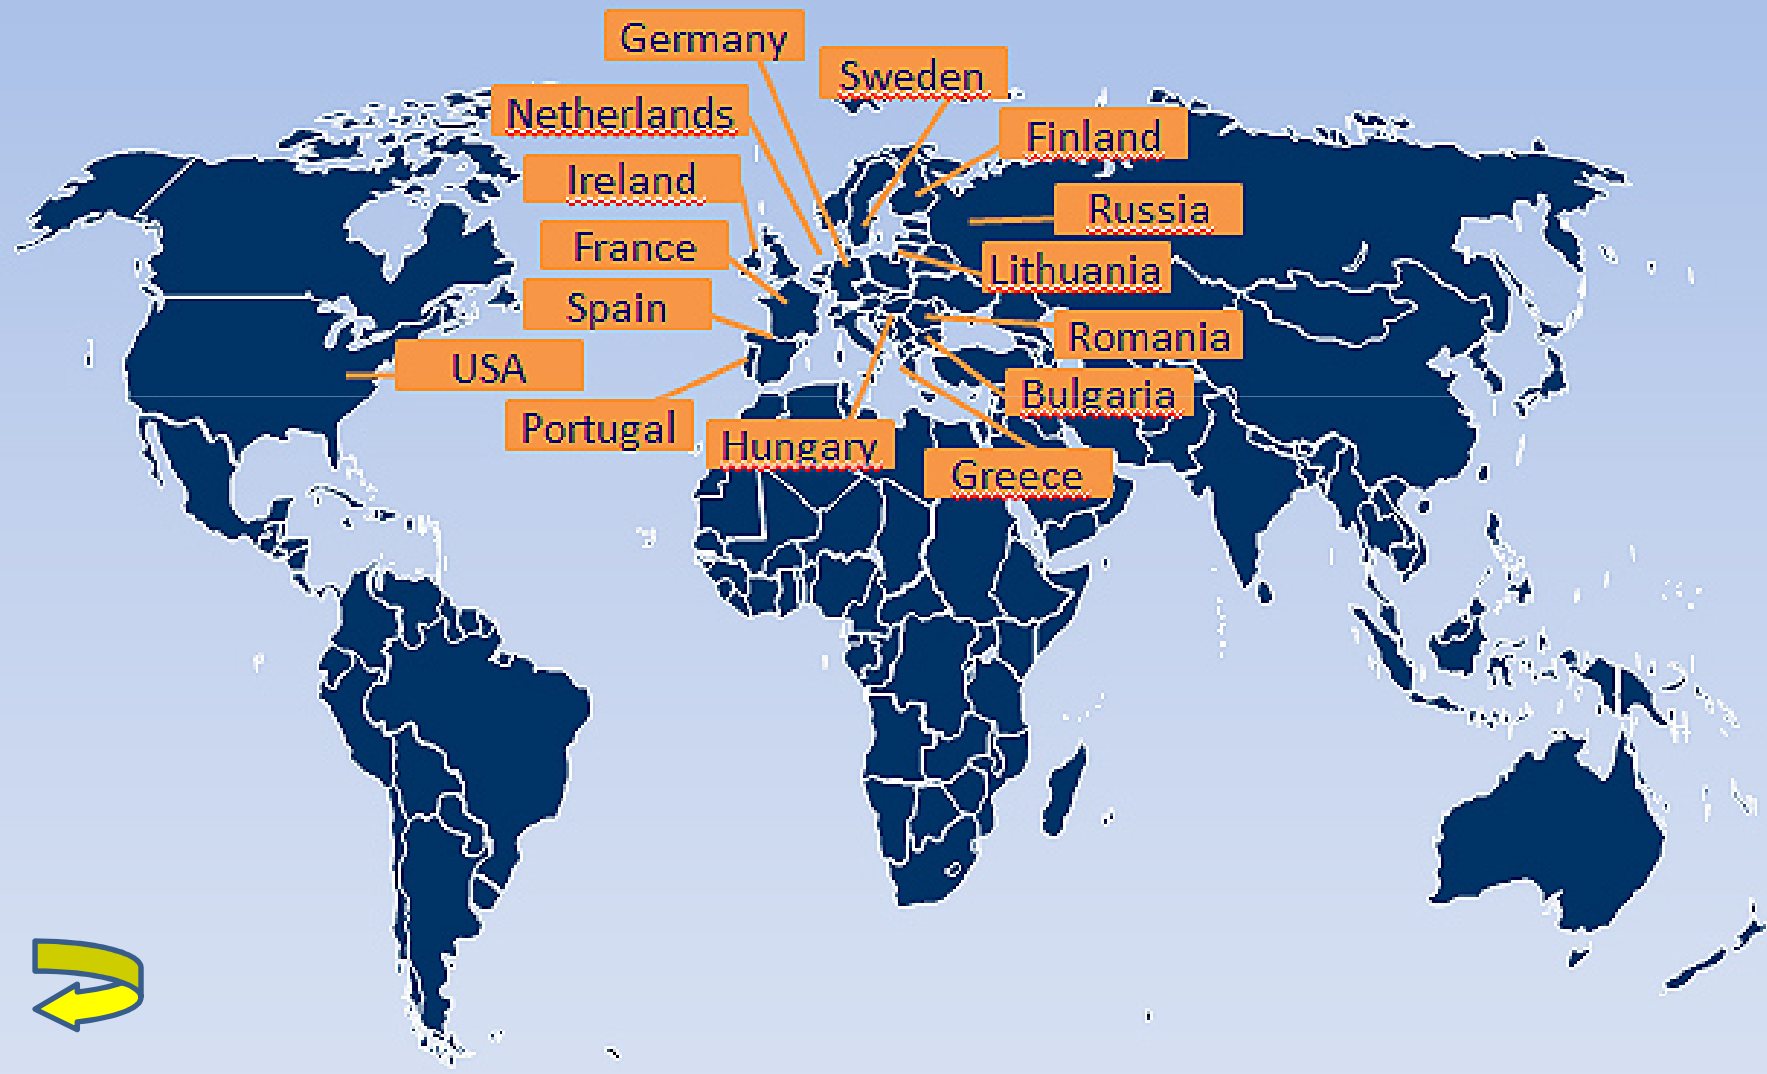 Germany
Sweden
Netherlands
Finland
Ireland
Russia
France
Lithuania
Spain
Romania
USA
Bulgaria
Portugal
Hungary
Greece